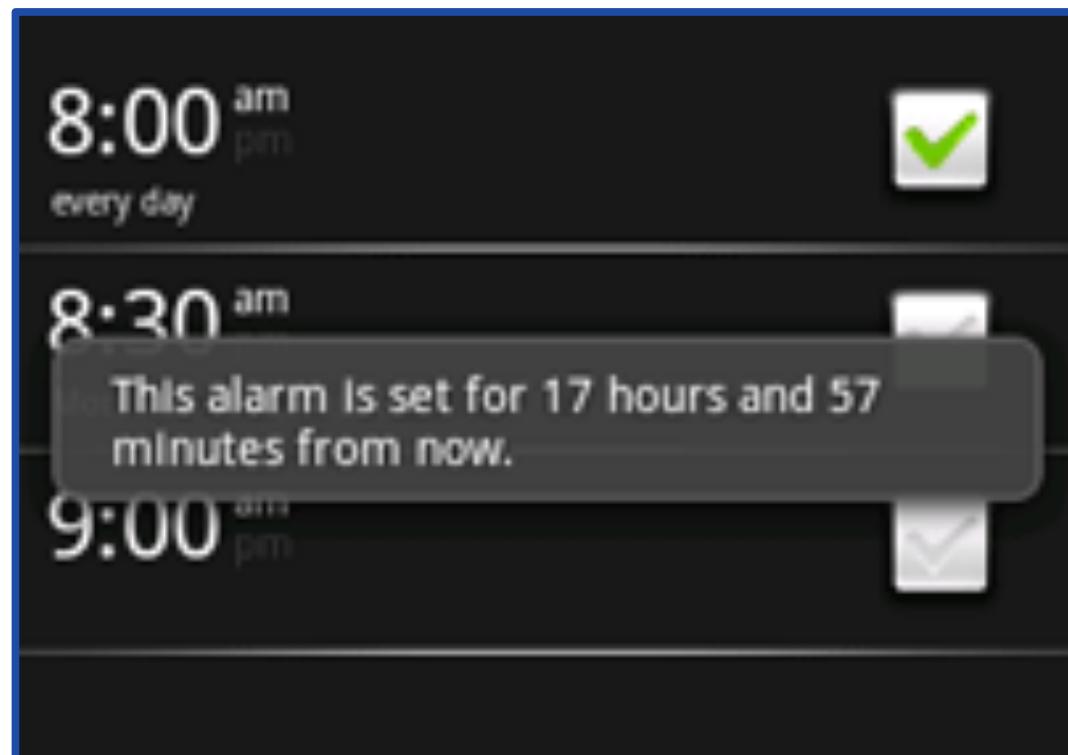 8:00 am
pm
every day
8:30 am
This alarm is set for 17 hours and 57
minutes from now.
9:00 am
pm